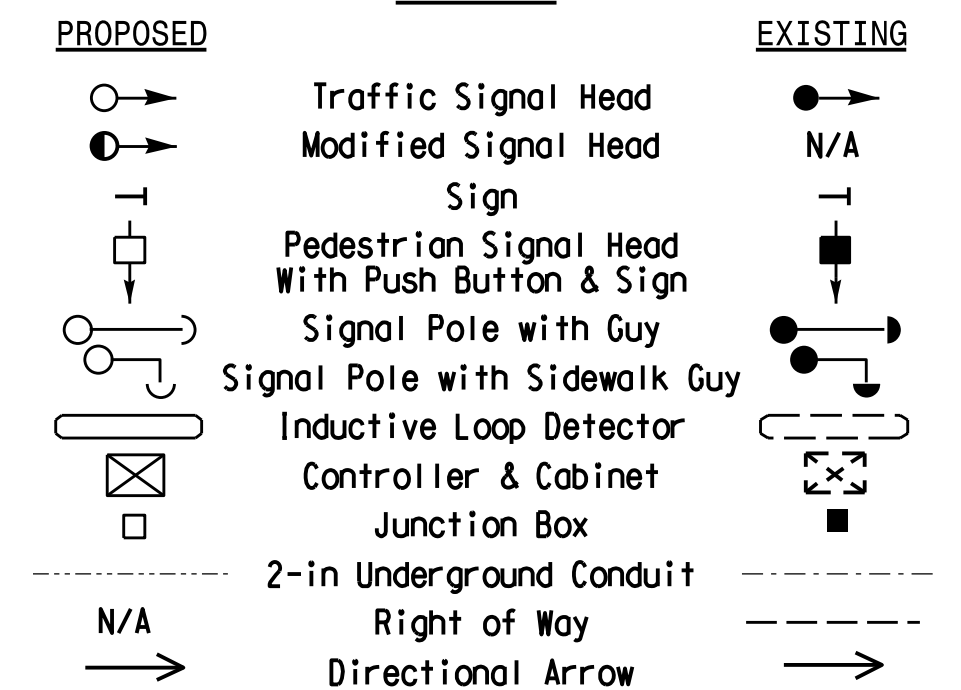 PROPOSED EXISTING
Traffic Signal Head
Modified Signal Head N/A
Sign
Pedestrian Signal Head
With Push Button & Sign
Signal Pole with Guy
Signal Pole with Sidewalk Guy
Inductive Loop Detector
Controller & Cabinet
Junction Box
2-in Underground Conduit
N/A Right of Way
Directional Arrow